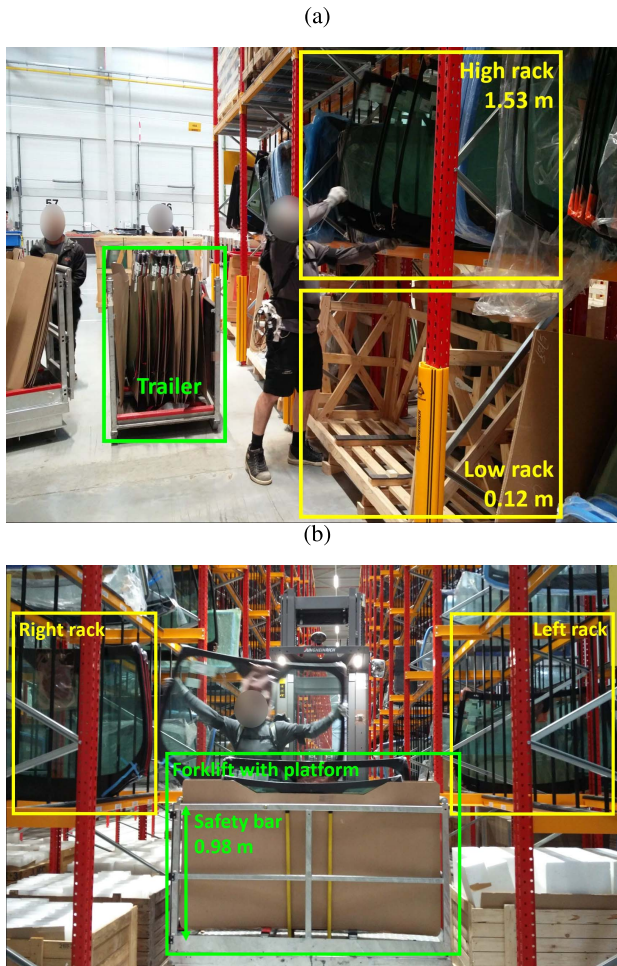 (a)
High rack
1.53 m
Trailer
Low rack
0.12 m
(b)
Right rack
Left rack
JUNGHEINRICH
Forklift with platform
Safety bar
0.98 m